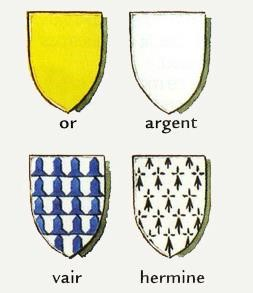 or argent
vair hermine